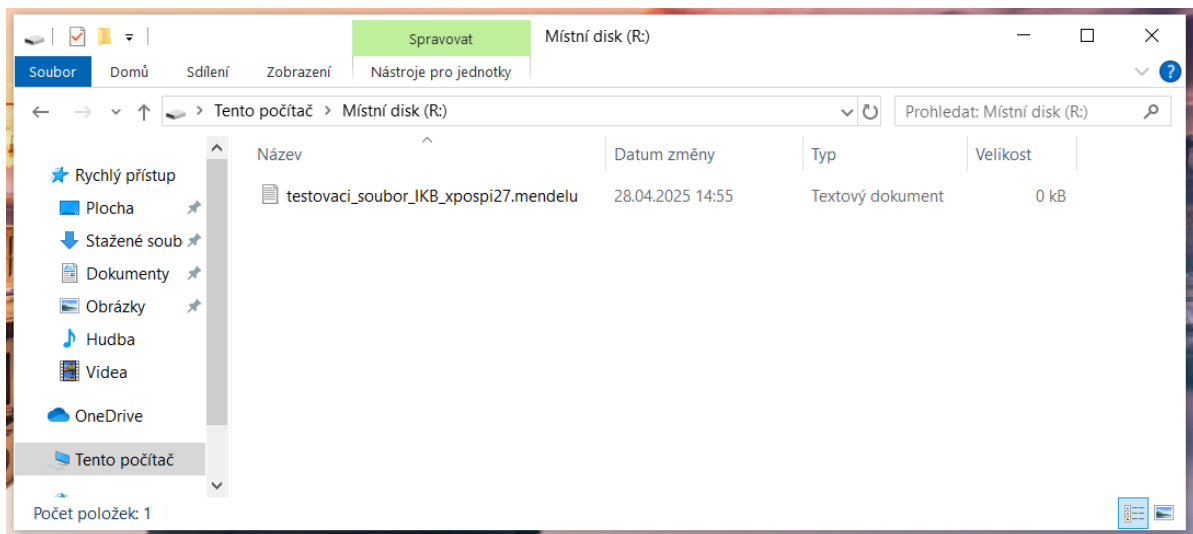 Spravovat Místní disk (R:)
Soubor Domů Sdílení Zobrazení Nástroje pro jednotky
Tento počítač Místní disk (R:) Prohledat: Místní disk (R:)
Název Datum změny Typ Velikost
testovaci_soubor_IKB_xpospi27.mendelu 28.04.2025 14:55 Textový dokument 0 kB
Rychlý přístup
Plocha
Stažené soub
Dokumenty
Obrázky
Hudba
Videa
OneDrive
Tento počítač
Počet položek: 1